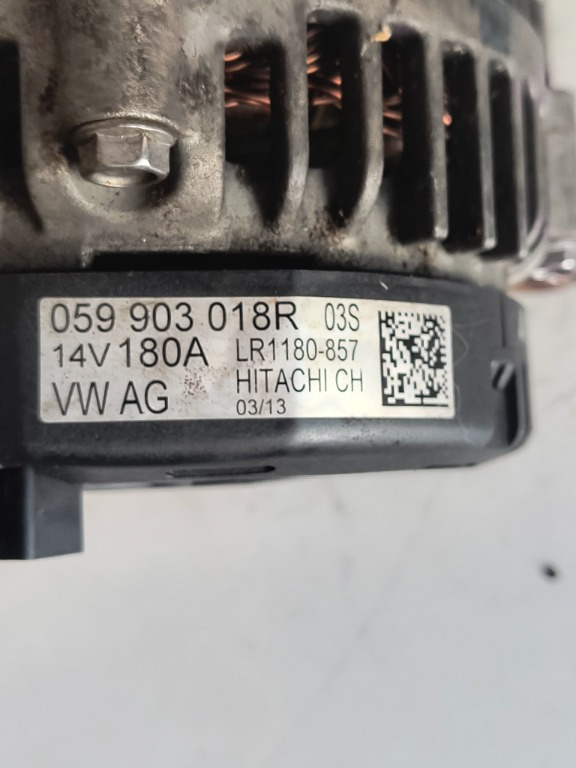 059 903 018R 03S
14V 180A LR1180-857
VW AG HITACHI CH
03/13